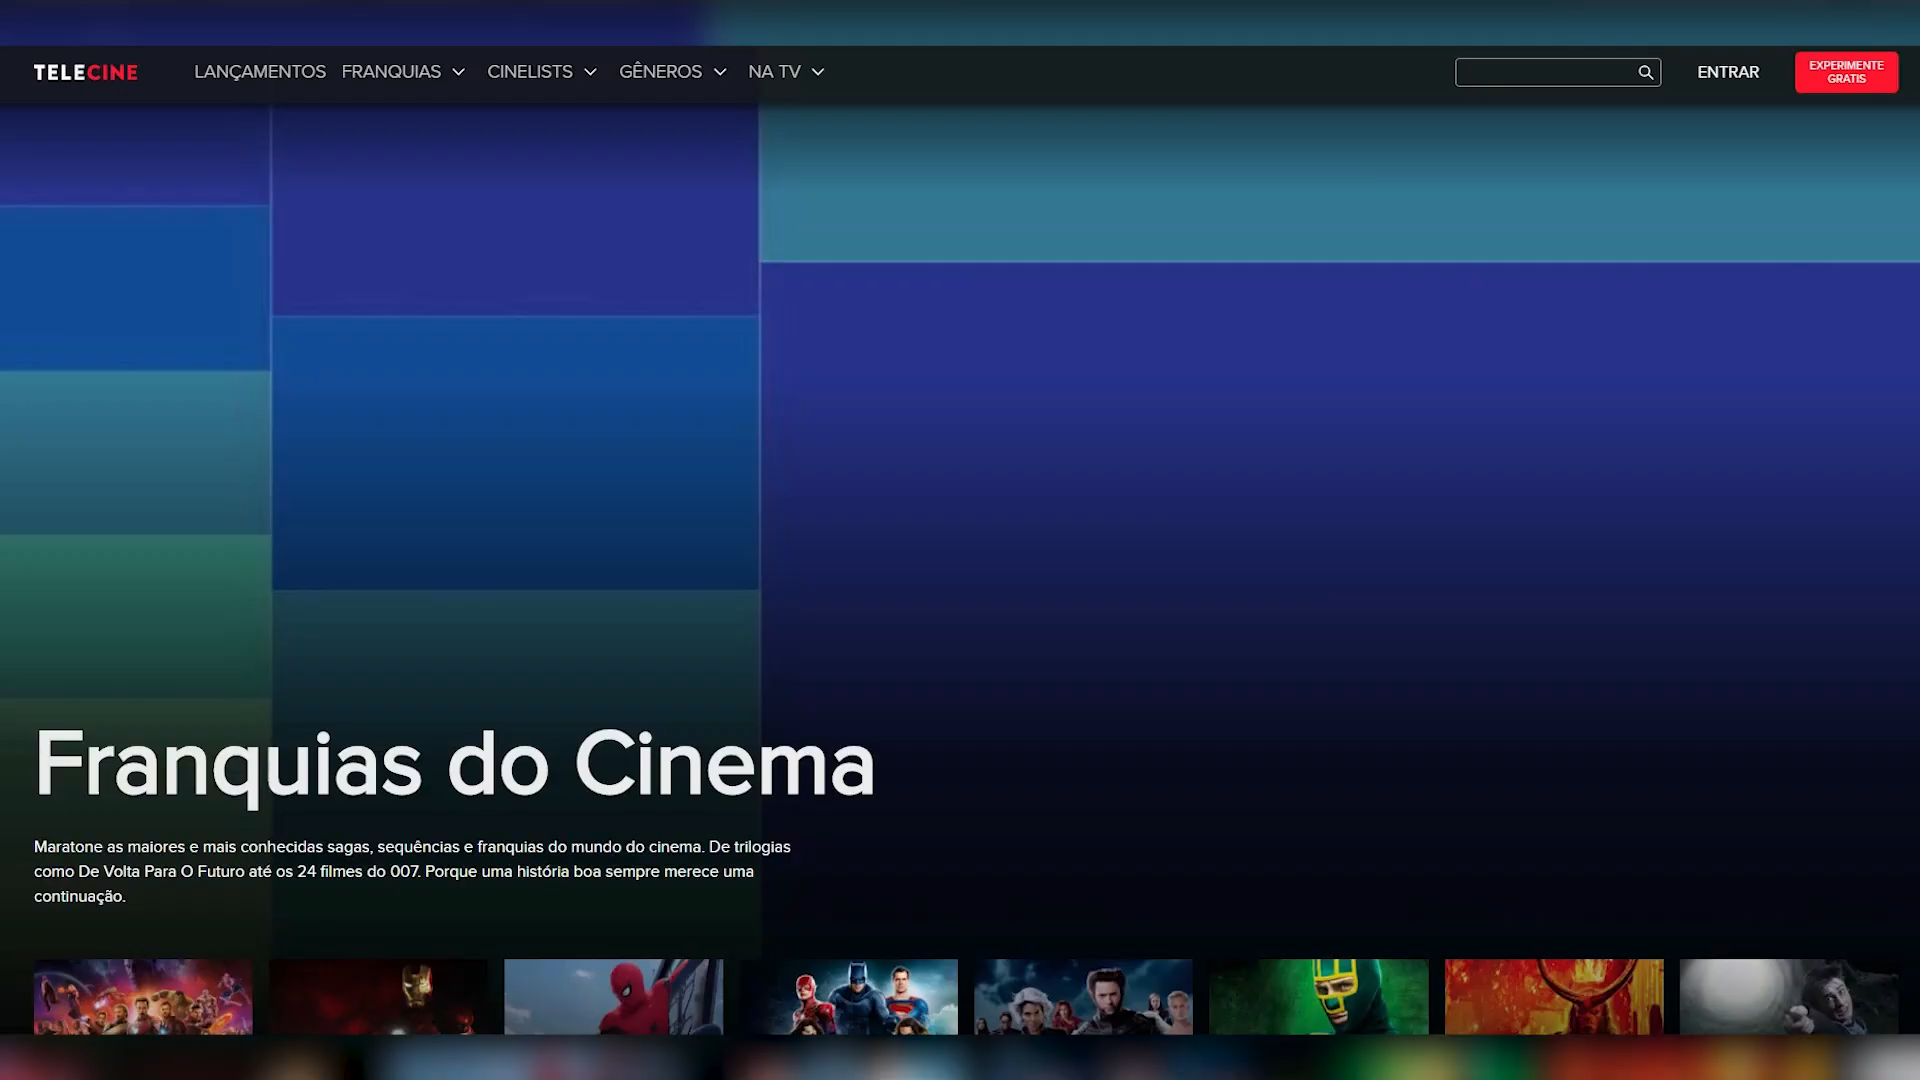 TELECINE
LANÇAMENTOS FRANQUIAS CINELISTS GÊNEROS NA TV
ENTRAR
EXPERIMENTE
GRATIS
Franquias do Cinema
Maratone as maiores e mais conhecidas sagas, sequências e franquias do mundo do cinema. De trilogias
como De Volta Para O Futuro até os 24 filmes do 007. Porque uma história boa sempre merece uma
continuação.